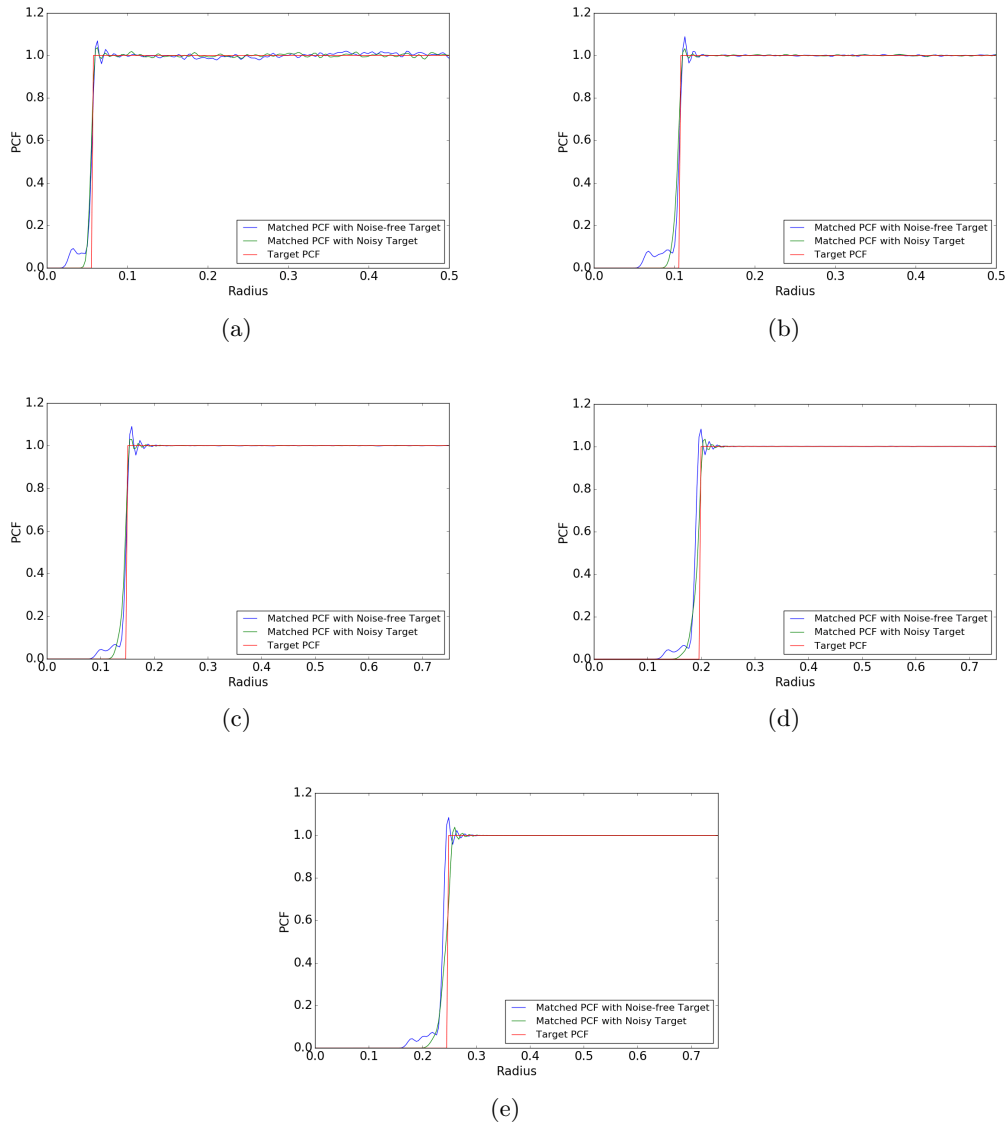 1.2
1.0
0.8
0.6
0.4
0.2
0.0
PCF
Matched PCF with Noise-free Target
Matched PCF with Noisy Target
Target PCF
0.0 0.1 0.2 0.3 0.4 0.5
Radius
(a)
1.2
1.0
0.8
0.6
0.4
0.2
0.0
PCF
Matched PCF with Noise-free Target
Matched PCF with Noisy Target
Target PCF
0.0 0.1 0.2 0.3 0.4 0.5
Radius
(b)
1.2
1.0
0.8
0.6
0.4
0.2
0.0
PCF
Matched PCF with Noise-free Target
Matched PCF with Noisy Target
Target PCF
0.0 0.1 0.2 0.3 0.4 0.5 0.6 0.7
Radius
(c)
1.2
1.0
0.8
0.6
0.4
0.2
0.0
PCF
Matched PCF with Noise-free Target
Matched PCF with Noisy Target
Target PCF
0.0 0.1 0.2 0.3 0.4 0.5 0.6 0.7
Radius
(d)
1.2
1.0
0.8
0.6
0.4
0.2
0.0
PCF
Matched PCF with Noise-free Target
Matched PCF with Noisy Target
Target PCF
0.0 0.1 0.2 0.3 0.4 0.5 0.6 0.7
Radius
(e)